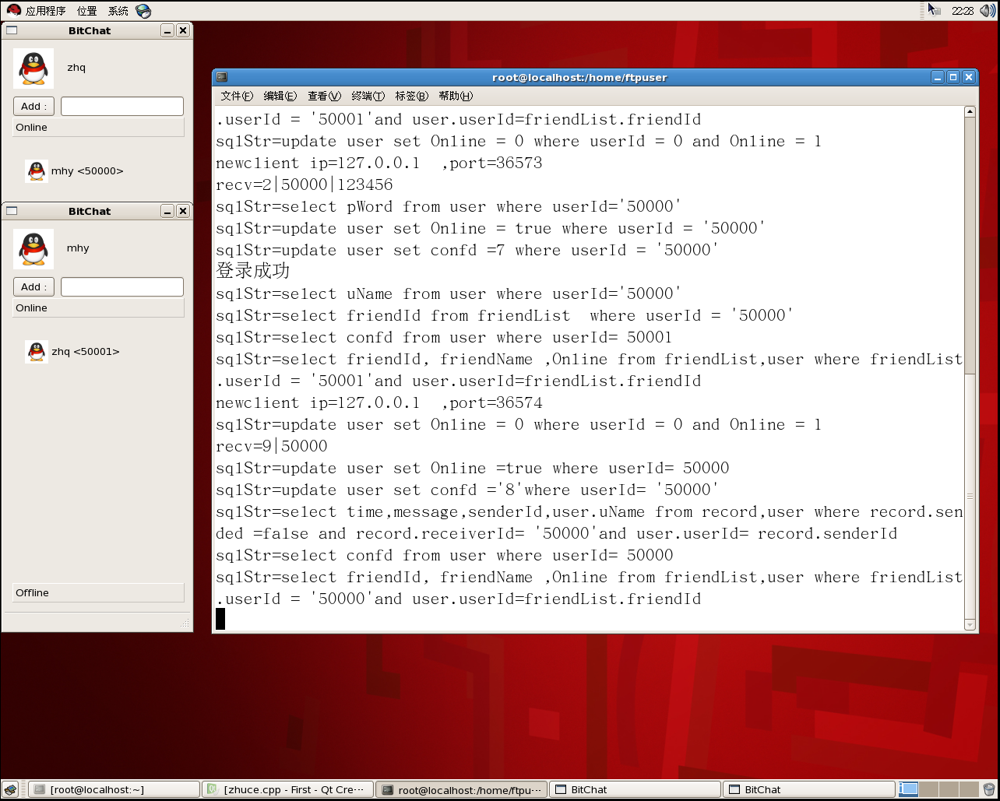 应用程序 位置 系统 22:28
BitChat
zhq
Add :
Online
mhy <50000>
BitChat
mhy
Add :
Online
zhq <50001>
Offline
root@localhost:/home/ftpuser
文件(F) 编辑(E) 查看(V) 终端(T) 标签(B) 帮助(H)
.userId = '50001'and user.userId=friendList.friendId
sqlStr=update user set Online = 0 where userId = 0 and Online = 1
newclient ip=127.0.0.1  ,port=36573
recv=2|50000|123456
sqlStr=select pWord from user where userId='50000'
sqlStr=update user set Online = true where userId = '50000'
sqlStr=update user set confd =7 where userId = '50000'
登录成功
sqlStr=select uName from user where userId='50000'
sqlStr=select friendId from friendList  where userId = '50000'
sqlStr=select confd from user where userId= 50001
sqlStr=select friendId, friendName ,Online from friendList,user where friendList
.userId = '50001'and user.userId=friendList.friendId
newclient ip=127.0.0.1  ,port=36574
sqlStr=update user set Online = 0 where userId = 0 and Online = 1
recv=9|50000
sqlStr=update user set Online =true where userId= 50000
sqlStr=update user set confd ='8'where userId= '50000'
sqlStr=select time,message,senderId,user.uName from record,user where record.sen
ded =false and record.receiverId= '50000'and user.userId= record.senderId
sqlStr=select confd from user where userId= 50000
sqlStr=select friendId, friendName ,Online from friendList,user where friendList
.userId = '50000'and user.userId=friendList.friendId
[root@localhost:~] [zhuce.cpp - First - Qt Cre··· root@localhost:/home/ftpu··· BitChat BitChat